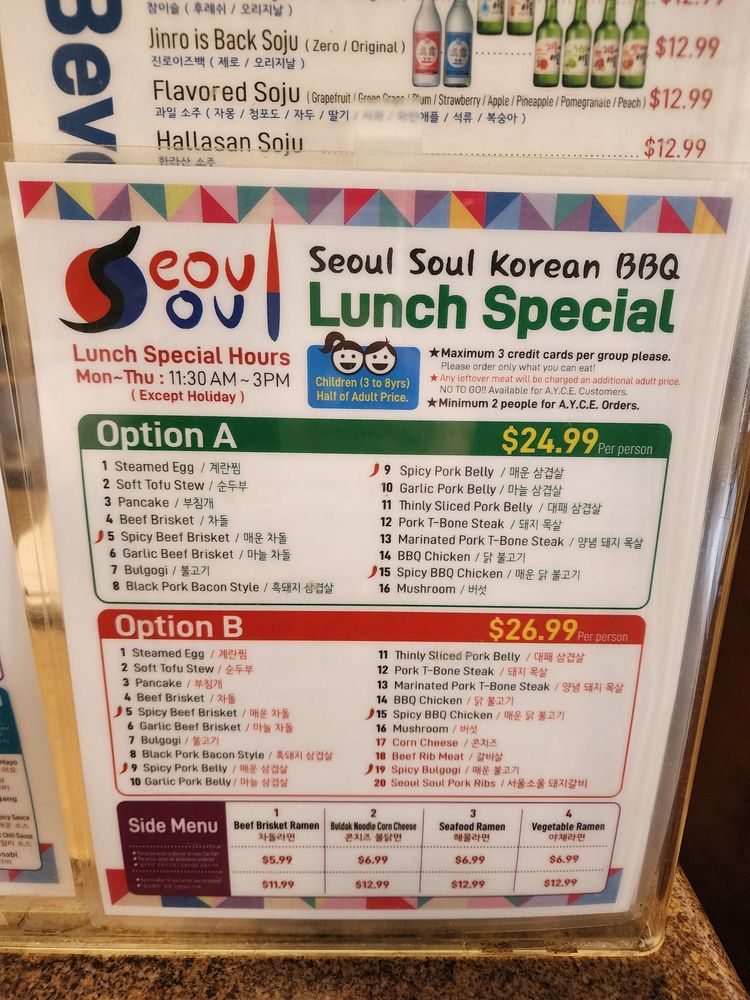 참이슬 ( 후레쉬 / 오리지날 )
$12.99
Jinro is Back Soju ( Zero / Original ) $12.99
진로이즈백 ( 제로 / 오리지날 )
Flavored Soju ( Grapefruit / Green Grape / Plum / Strawberry / Apple / Pineapple / Pomegranate / Peach ) $12.99
과일 소주 ( 자몽 / 청포도 / 자두 / 딸기 / 사과 / 파인애플 / 석류 / 복숭아 )
Hallasan Soju $12.99
한라산 소주
Beve
Seoul Soul
Seoul Soul Korean BBQ
Lunch Special
Lunch Special Hours
Mon~Thu : 11:30 AM ~ 3PM
( Except Holiday )
Children (3 to 8yrs)
Half of Adult Price.
★Maximum 3 credit cards per group please.
Please order only what you can eat!
★Any leftover meat will be charged an additional adult price.
NO TO GO!! Available for A.Y.C.E. Customers.
★Minimum 2 people for A.Y.C.E. Orders.
Option A $24.99 Per person
1 Steamed Egg / 계란찜
2 Soft Tofu Stew / 순두부
3 Pancake / 부침개
4 Beef Brisket / 차돌
5 Spicy Beef Brisket / 매운 차돌
6 Garlic Beef Brisket / 마늘 차돌
7 Bulgogi / 불고기
8 Black Pork Bacon Style / 흑돼지 삼겹살
9 Spicy Pork Belly / 매운 삼겹살
10 Garlic Pork Belly / 마늘 삼겹살
11 Thinly Sliced Pork Belly / 대패 삼겹살
12 Pork T-Bone Steak / 돼지 목살
13 Marinated Pork T-Bone Steak / 양념 돼지 목살
14 BBQ Chicken / 닭 불고기
15 Spicy BBQ Chicken / 매운 닭 불고기
16 Mushroom / 버섯
Option B $26.99 Per person
1 Steamed Egg / 계란찜
2 Soft Tofu Stew / 순두부
3 Pancake / 부침개
4 Beef Brisket / 차돌
5 Spicy Beef Brisket / 매운 차돌
6 Garlic Beef Brisket / 마늘 차돌
7 Bulgogi / 불고기
8 Black Pork Bacon Style / 흑돼지 삼겹살
9 Spicy Pork Belly / 매운 삼겹살
10 Garlic Pork Belly / 마늘 삼겹살
11 Thinly Sliced Pork Belly / 대패 삼겹살
12 Pork T-Bone Steak / 돼지 목살
13 Marinated Pork T-Bone Steak / 양념 돼지 목살
14 BBQ Chicken / 닭 불고기
15 Spicy BBQ Chicken / 매운 닭 불고기
16 Mushroom / 버섯
17 Corn Cheese / 콘치즈
18 Beef Rib Meat / 갈비살
19 Spicy Bulgogi / 매운 불고기
20 Seoul Soul Pork Ribs / 서울소울 돼지갈비
Side Menu
1 2 3 4
Beef Brisket Ramen Buldak Noodle Corn Cheese Seafood Ramen Vegetable Ramen
차돌라면 콘치즈 불닭면 해물라면 야채라면
$5.99 $6.99 $6.99 $6.99
$11.99 $12.99 $12.99 $12.99